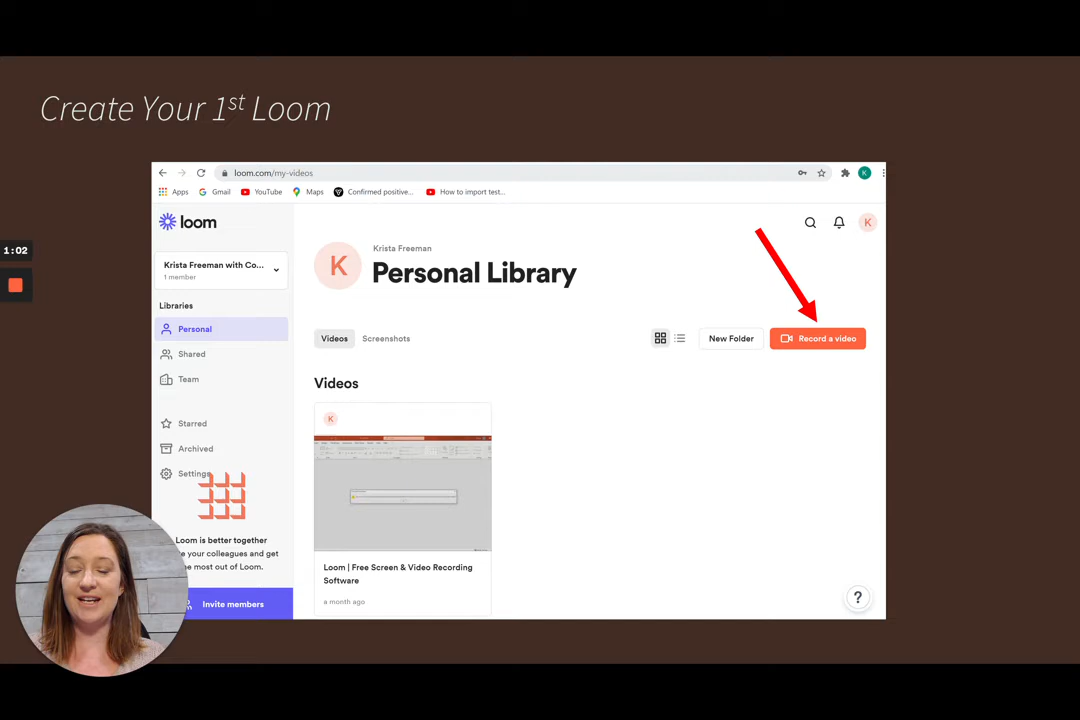 Create Your 1st Loom
loom.com/my-videos
K
Apps
Gmail
YouTube
Maps
Confirmed positive...
How to import test...
loom
K
Krista Freeman with Co...
1 member
K
Krista Freeman
Personal Library
1:02
Libraries
Personal
Shared
Team
Videos
Screenshots
New Folder
Record a video
Videos
Starred
Archived
Settings
K
Loom is better together
e your colleagues and get
e most out of Loom.
Invite members
Loom | Free Screen & Video Recording
Software
a month ago
?